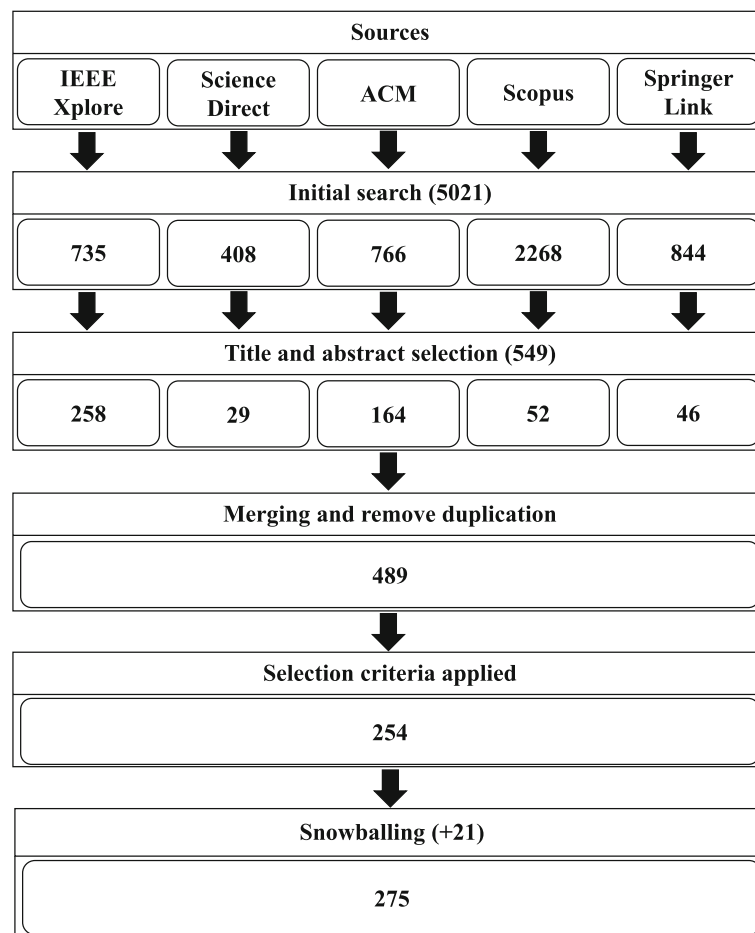 Sources
IEEE
Xplore
Science
Direct
ACM
Scopus
Springer
Link
Initial search (5021)
735
408
766
2268
844
Title and abstract selection (549)
258
29
164
52
46
Merging and remove duplication
489
Selection criteria applied
254
Snowballing (+21)
275